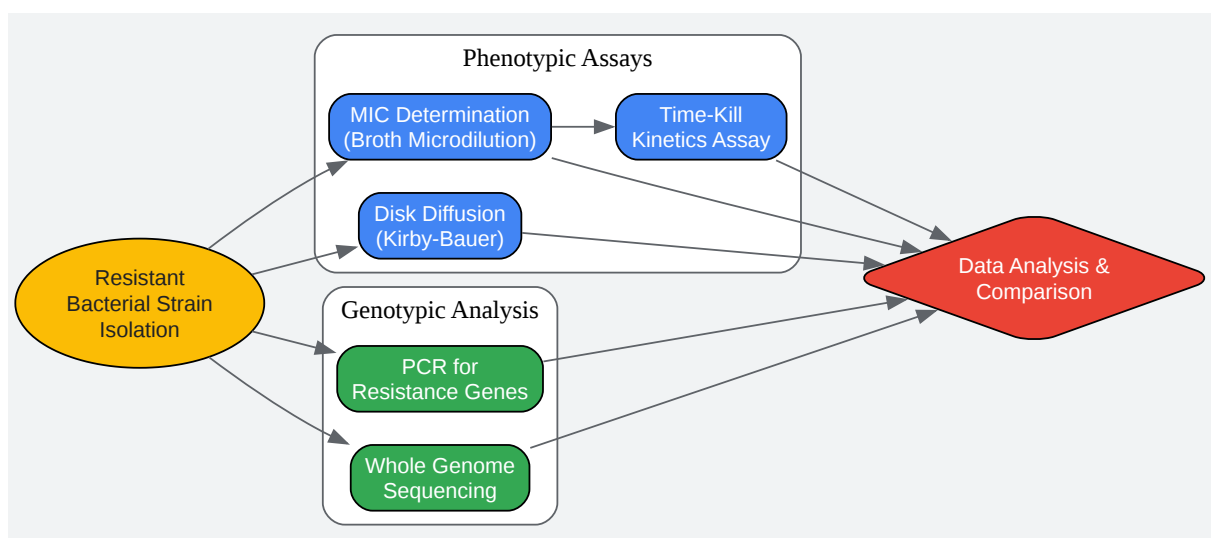 Phenotypic Assays
MIC Determination
(Broth Microdilution)
Time-Kill
Kinetics Assay
Disk Diffusion
(Kirby-Bauer)
Resistant
Bacterial Strain
Isolation
Data Analysis &
Comparison
Genotypic Analysis
PCR for
Resistance Genes
Whole Genome
Sequencing